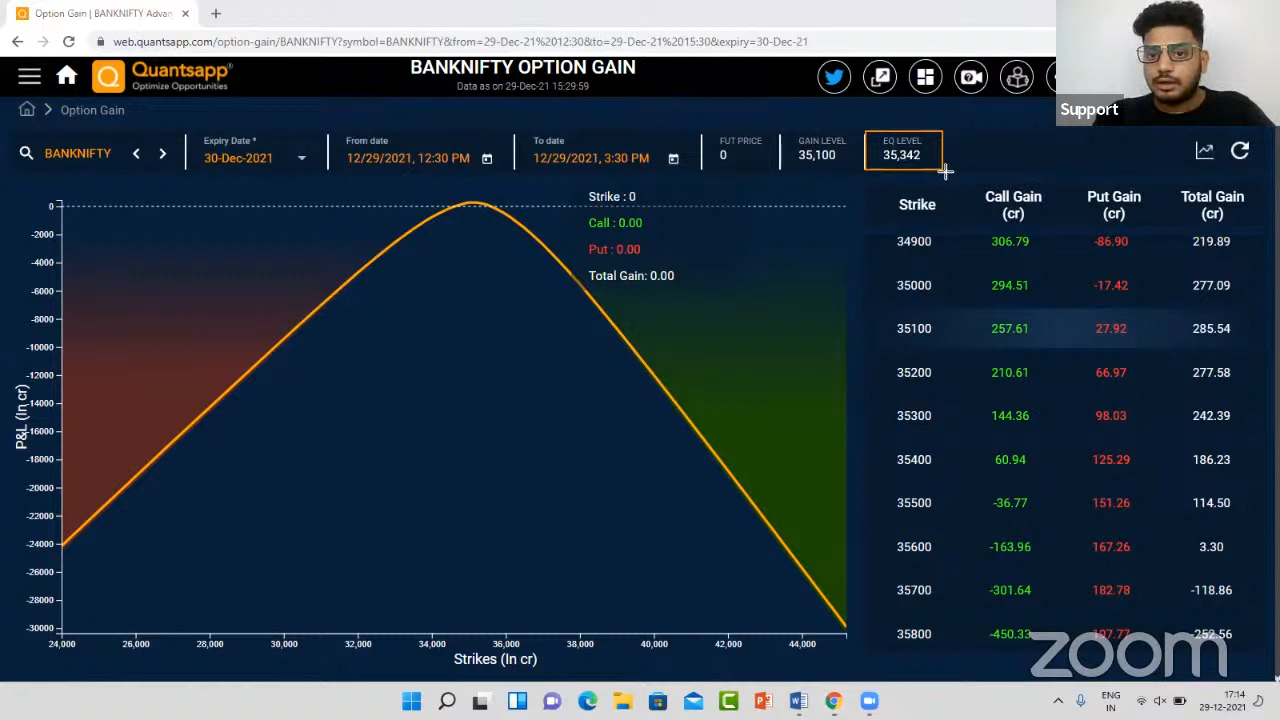 Option Gain | BANKNIFTY Advan
web.quantsapp.com/option-gain/BANKNIFTY?symbol=BANKNIFTY&from=29-Dec-21%2012:30&to=29-Dec-21%2015:30&expiry=30-Dec-21
Quantsapp
Optimize Opportunities
BANKNIFTY OPTION GAIN
Data as on 29-Dec-21 15:29:59
Support
Option Gain
BANKNIFTY
Expiry Date *
30-Dec-2021
From date
12/29/2021, 12:30 PM
To date
12/29/2021, 3:30 PM
FUT PRICE
0
GAIN LEVEL
35,100
EQ LEVEL
35,342
Strike : 0
Call : 0.00
Put : 0.00
Total Gain: 0.00
P&L (In cr)
0
-2000
-4000
-6000
-8000
-10000
-12000
-14000
-16000
-18000
-20000
-22000
-24000
-26000
-28000
-30000
24,000 26,000 28,000 30,000 32,000 34,000 36,000 38,000 40,000 42,000 44,000
Strikes (In cr)
Strike Call Gain (cr) Put Gain (cr) Total Gain (cr)
34900 306.79 -86.90 219.89
35000 294.51 -17.42 277.09
35100 257.61 27.92 285.54
35200 210.61 66.97 277.58
35300 144.36 98.03 242.39
35400 60.94 125.29 186.23
35500 -36.77 151.26 114.50
35600 -163.96 167.26 3.30
35700 -301.64 182.78 -118.86
35800 -450.33 197.77 -252.56
zoom
ENG
IN
17:14
29-12-2021